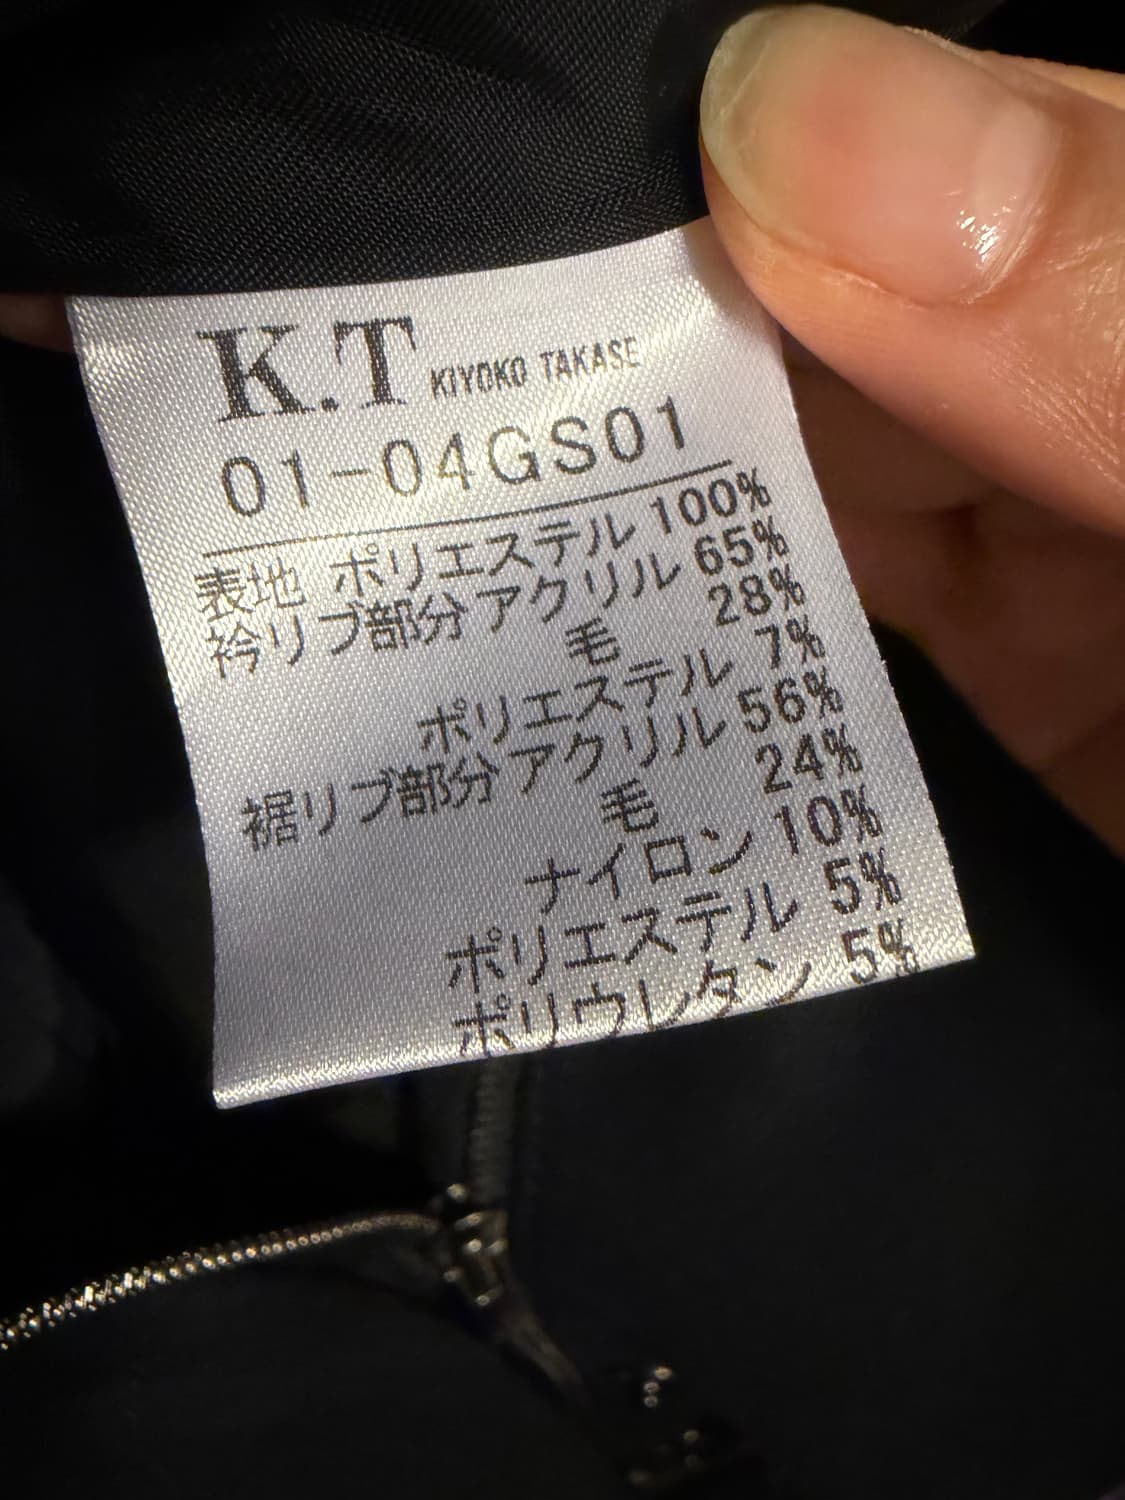 K.T KIYOKO TAKASE
01-04GS01
表地 ポリエステル 100%
衿リブ部分アクリル 65%
毛 28%
ポリエステル 7%
裾リブ部分アクリル 56%
毛 24%
ナイロン 10%
ポリエステル 5%
ポリウレタン 5%